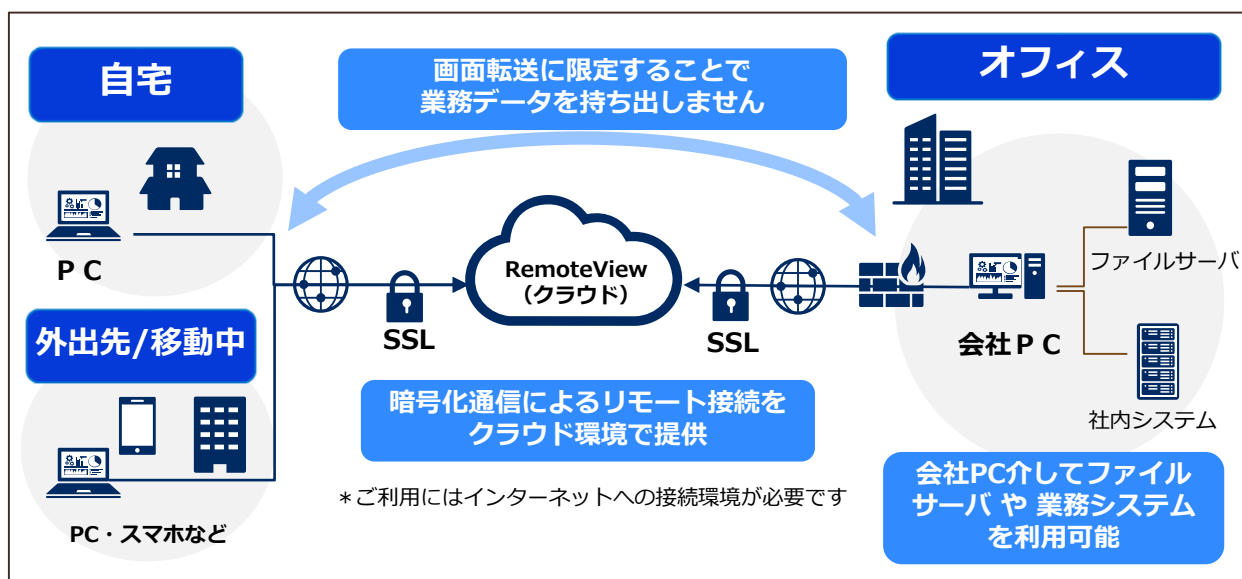 自宅
画面転送に限定することで
業務データを持ち出しません
オフィス
ＰＣ
RemoteView
（クラウド）
SSL
SSL
ファイルサーバ
会社ＰＣ
外出先/移動中
暗号化通信によるリモート接続を
クラウド環境で提供
社内システム
＊ご利用にはインターネットへの接続環境が必要です
PC・スマホなど
会社PC介してファイル
サーバ や 業務システム
を利用可能